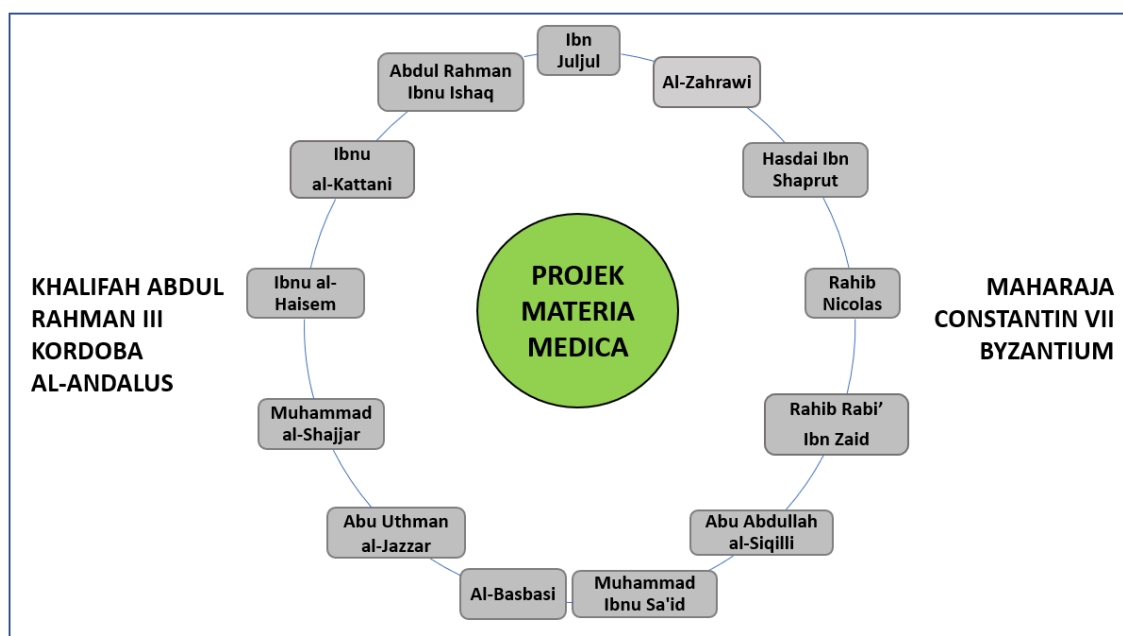 Ibn
Juljul
Al-Zahrawi
Hasdai Ibn
Shaprut
Rahib
Nicolas
Rahib Rabi’
Ibn Zaid
Abu Abdullah
al-Siqilli
Muhammad
Ibnu Sa'id
Al-Basbasi
Abu Uthman
al-Jazzar
Muhammad
al-Shajjar
Ibnu al-
Haisem
Ibnu
al-Kattani
Abdul Rahman
Ibnu Ishaq
PROJEK
MATERIA
MEDICA
KHALIFAH ABDUL
RAHMAN III
KORDOBA
AL-ANDALUS
MAHARAJA
CONSTANTIN VII
BYZANTIUM